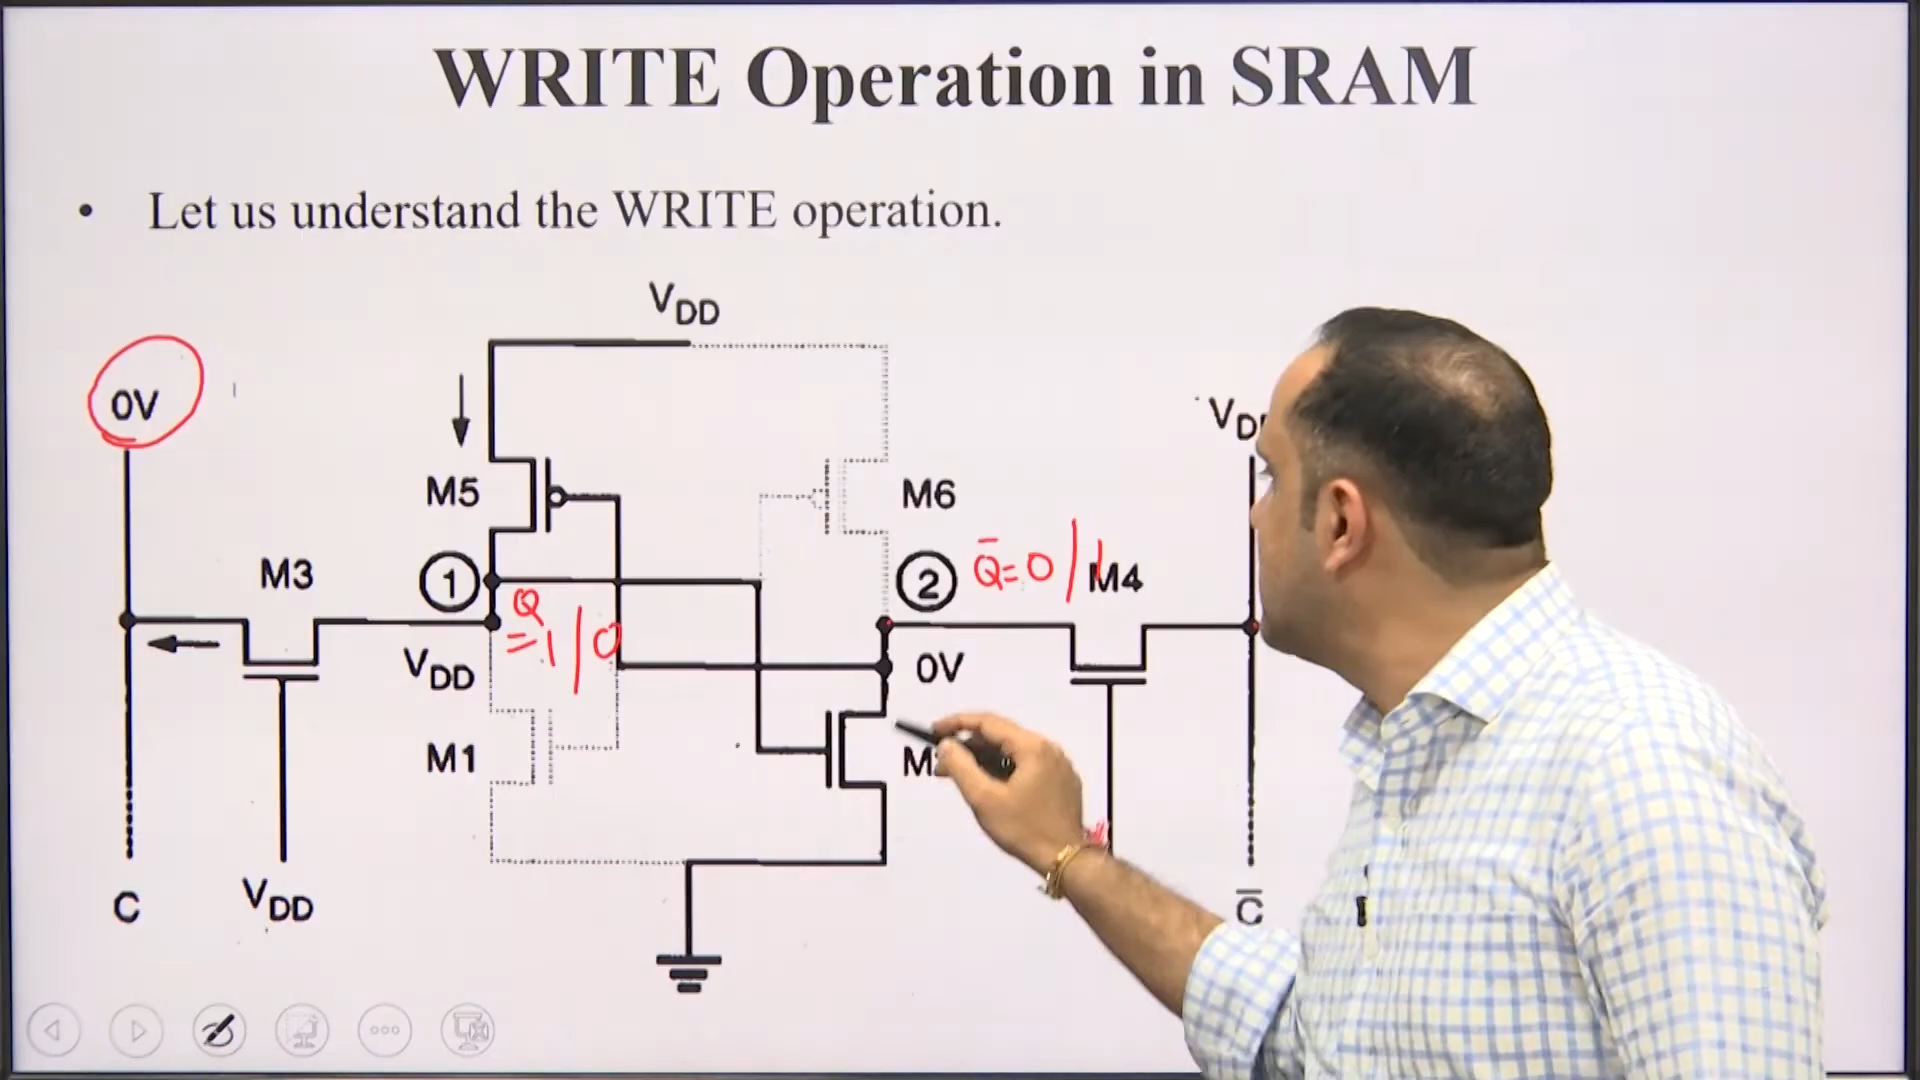 WRITE Operation in SRAM
• Let us understand the WRITE operation.
VDD
0V
M5
M6
M3
1
Q
=1/0
2
Q̄=0/1
M4
VDD
0V
M1
C
VDD
C̄